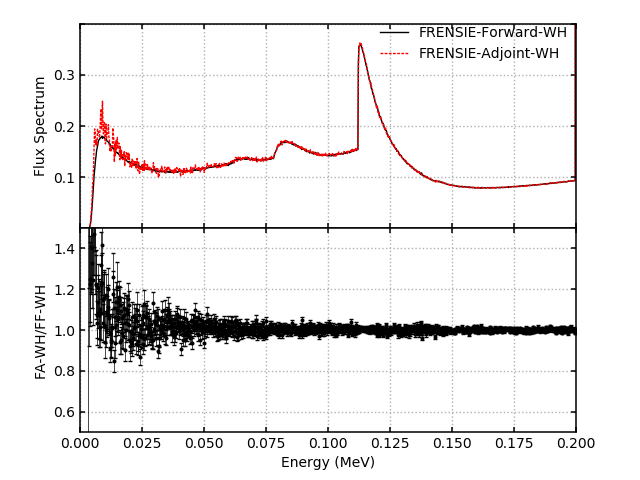 FRENSIE-Forward-WH
FRENSIE-Adjoint-WH
Flux Spectrum
0.3
0.2
0.1
FA-WH/FF-WH
1.4
1.2
1.0
0.8
0.6
0.000 0.025 0.050 0.075 0.100 0.125 0.150 0.175 0.200
Energy (MeV)